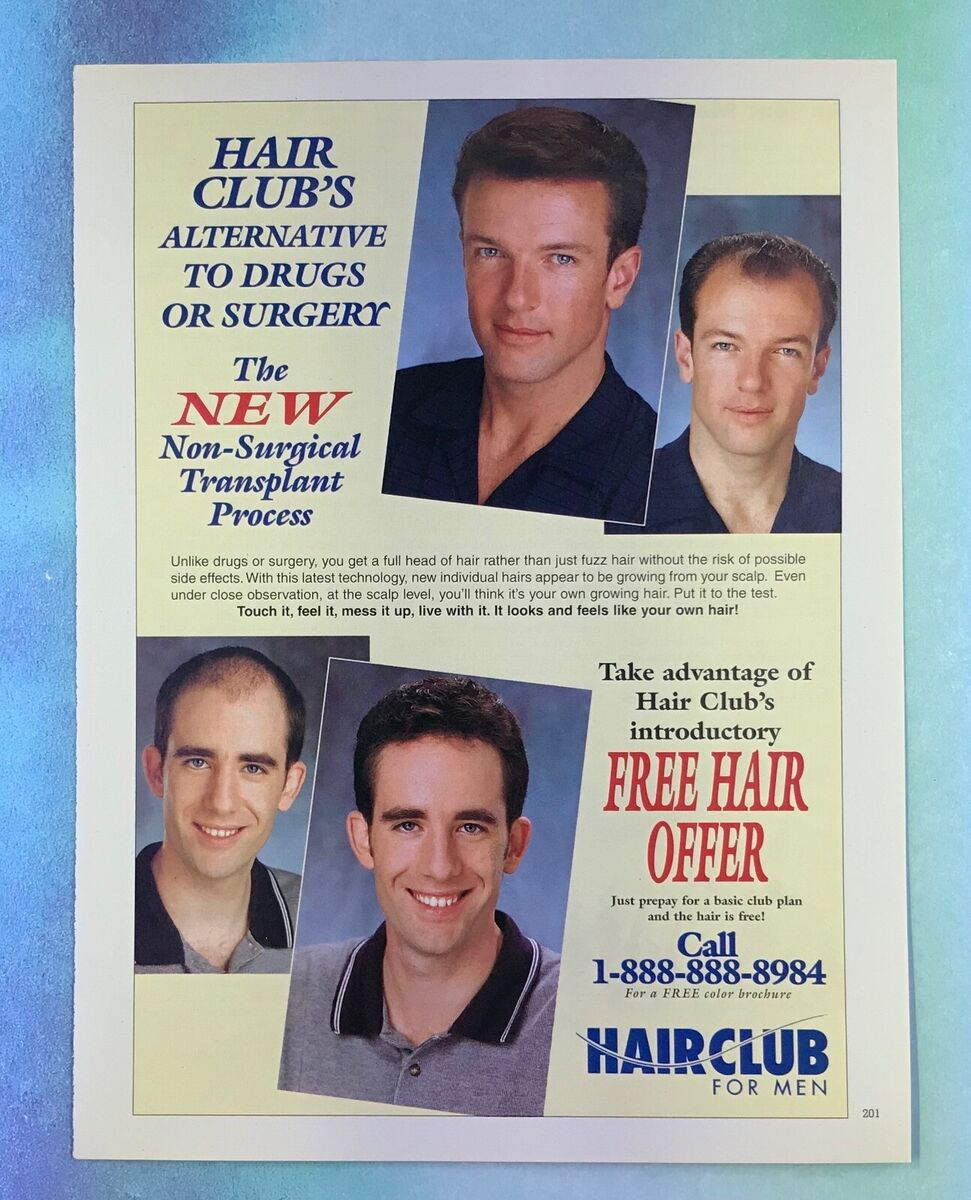 HAIR
CLUB'S
ALTERNATIVE
TO DRUGS
OR SURGERY
The
NEW
Non-Surgical
Transplant
Process
Unlike drugs or surgery, you get a full head of hair rather than just fuzz hair without the risk of possible
side effects. With this latest technology, new individual hairs appear to be growing from your scalp. Even
under close observation, at the scalp level, you'll think it's your own growing hair. Put it to the test.
Touch it, feel it, mess it up, live with it. It looks and feels like your own hair!
Take advantage of
Hair Club's
introductory
FREE HAIR
OFFER
Just prepay for a basic club plan
and the hair is free!
Call
1-888-888-8984
For a FREE color brochure
HAIR CLUB
FOR MEN
201